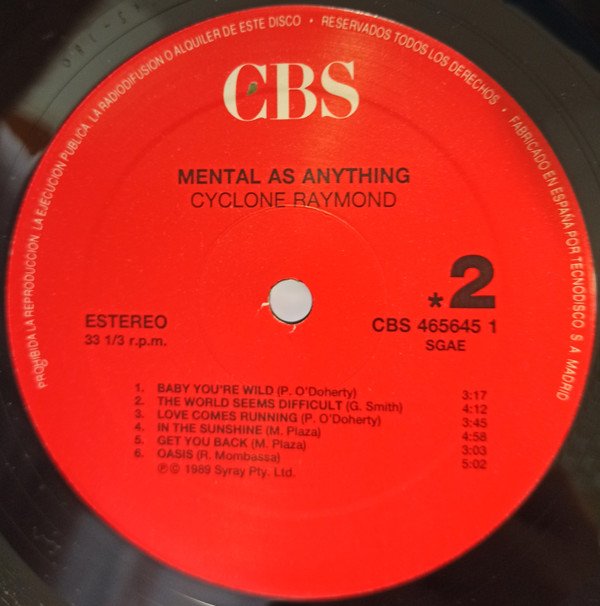 PROHIBIDA LA REPRODUCCION, LA EJECUCION PUBLICA, LA RADIODIFUSION O ALQUILER DE ESTE DISCO • RESERVADOS TODOS LOS DERECHOS • FABRICADO EN ESPAÑA POR TECNODISCO, S. A. MADRID
CBS
MENTAL AS ANYTHING
CYCLONE RAYMOND
*2
ESTEREO
33 1/3 r.p.m.
CBS 465645 1
SGAE
1. BABY YOU'RE WILD (P. O'Doherty) 3:17
2. THE WORLD SEEMS DIFFICULT (G. Smith) 4:12
3. LOVE COMES RUNNING (P. O'Doherty) 3:45
4. IN THE SUNSHINE (M. Plaza) 4:58
5. GET YOU BACK (M. Plaza) 3:03
6. OASIS (R. Mombassa) 5:02
℗© 1989 Syray Pty. Ltd.